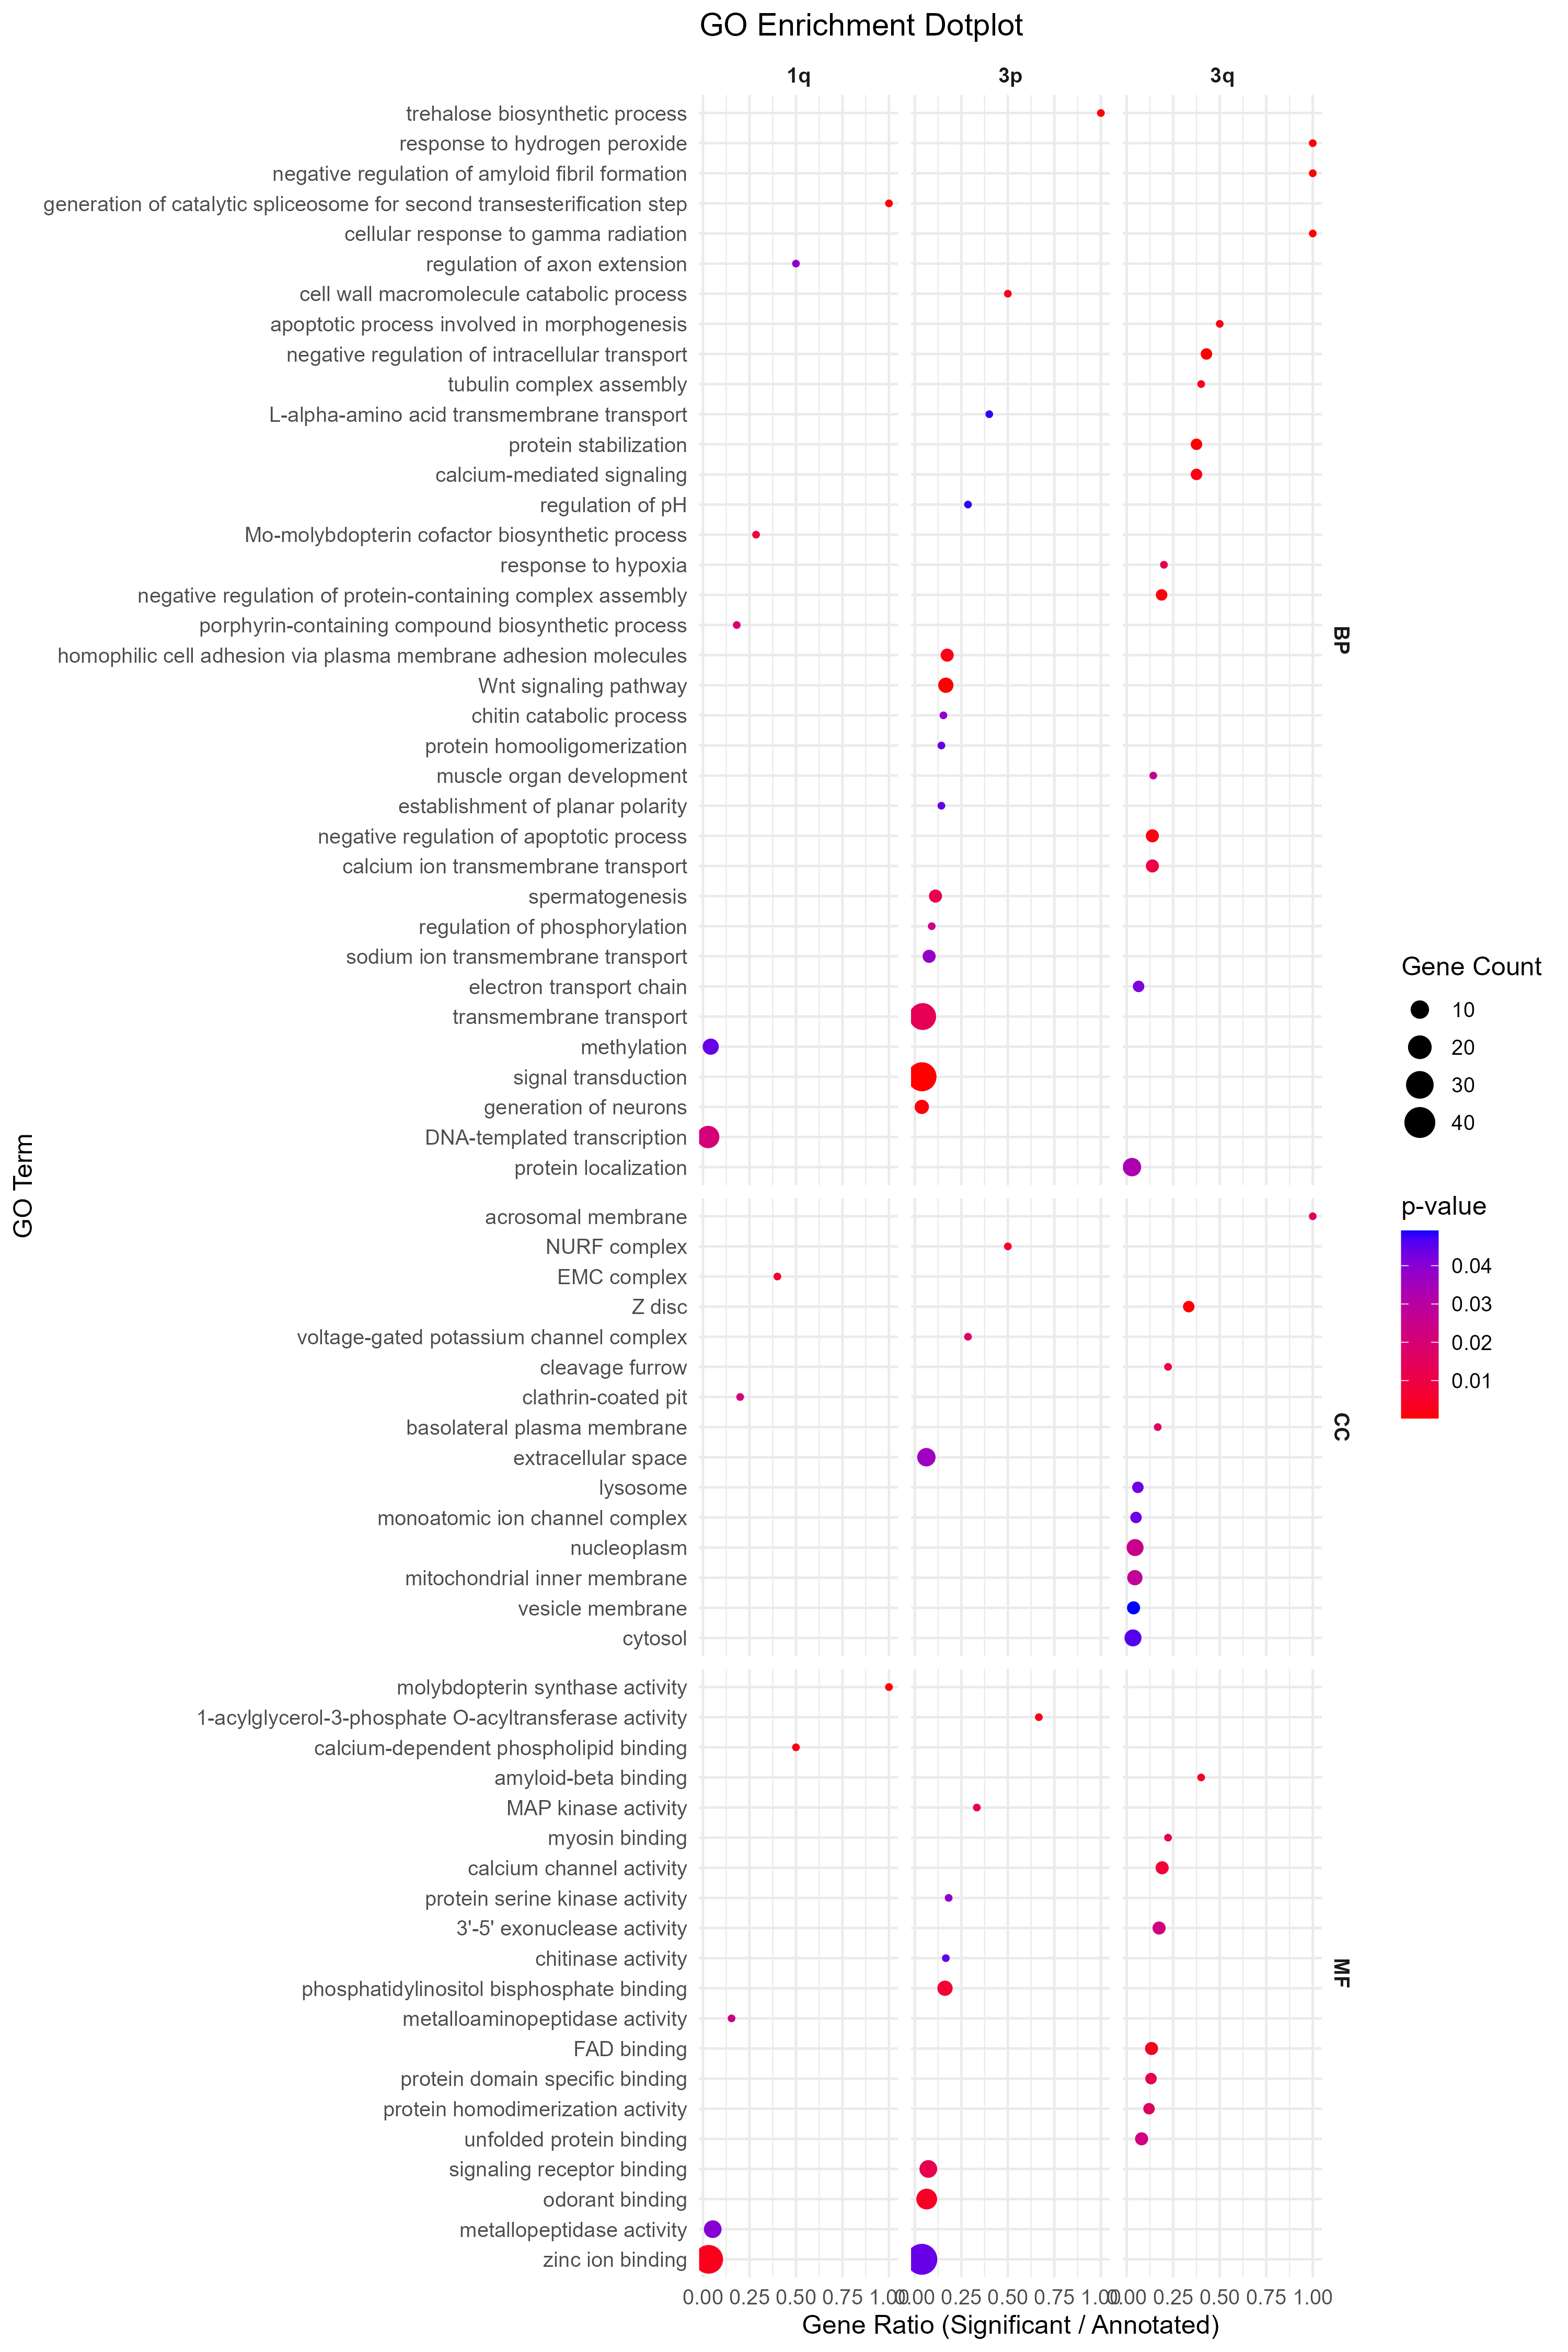 GO Enrichment Dotplot
1q 3p 3q
trehalose biosynthetic process
response to hydrogen peroxide
negative regulation of amyloid fibril formation
generation of catalytic spliceosome for second transesterification step
cellular response to gamma radiation
regulation of axon extension
cell wall macromolecule catabolic process
apoptotic process involved in morphogenesis
negative regulation of intracellular transport
tubulin complex assembly
L-alpha-amino acid transmembrane transport
protein stabilization
calcium-mediated signaling
regulation of pH
Mo-molybdopterin cofactor biosynthetic process
response to hypoxia
negative regulation of protein-containing complex assembly
porphyrin-containing compound biosynthetic process
homophilic cell adhesion via plasma membrane adhesion molecules
Wnt signaling pathway
chitin catabolic process
protein homooligomerization
muscle organ development
establishment of planar polarity
negative regulation of apoptotic process
calcium ion transmembrane transport
spermatogenesis
regulation of phosphorylation
sodium ion transmembrane transport
electron transport chain
transmembrane transport
methylation
signal transduction
generation of neurons
DNA-templated transcription
protein localization
BP
acrosomal membrane
NURF complex
EMC complex
Z disc
voltage-gated potassium channel complex
cleavage furrow
clathrin-coated pit
basolateral plasma membrane
extracellular space
lysosome
monoatomic ion channel complex
nucleoplasm
mitochondrial inner membrane
vesicle membrane
cytosol
CC
molybdopterin synthase activity
1-acylglycerol-3-phosphate O-acyltransferase activity
calcium-dependent phospholipid binding
amyloid-beta binding
MAP kinase activity
myosin binding
calcium channel activity
protein serine kinase activity
3'-5' exonuclease activity
chitinase activity
phosphatidylinositol bisphosphate binding
metalloaminopeptidase activity
FAD binding
protein domain specific binding
protein homodimerization activity
unfolded protein binding
signaling receptor binding
odorant binding
metallopeptidase activity
zinc ion binding
MF
0.00 0.25 0.50 0.75 1.00 0.00 0.25 0.50 0.75 1.00 0.00 0.25 0.50 0.75 1.00
Gene Ratio (Significant / Annotated)
GO Term
Gene Count
10
20
30
40
p-value
0.04
0.03
0.02
0.01